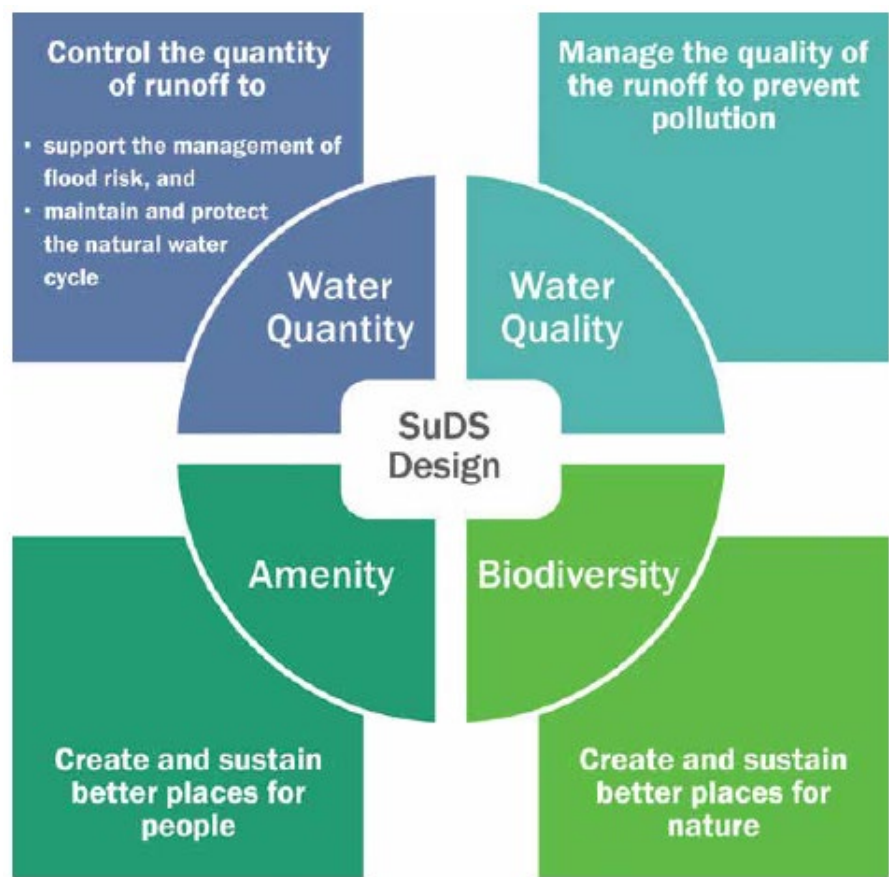 Control the quantity
of runoff to
• support the management of
flood risk, and
• maintain and protect
the natural water
cycle
Manage the quality of
the runoff to prevent
pollution
Water
Quantity
Water
Quality
SuDS
Design
Amenity
Biodiversity
Create and sustain
better places for
people
Create and sustain
better places for
nature